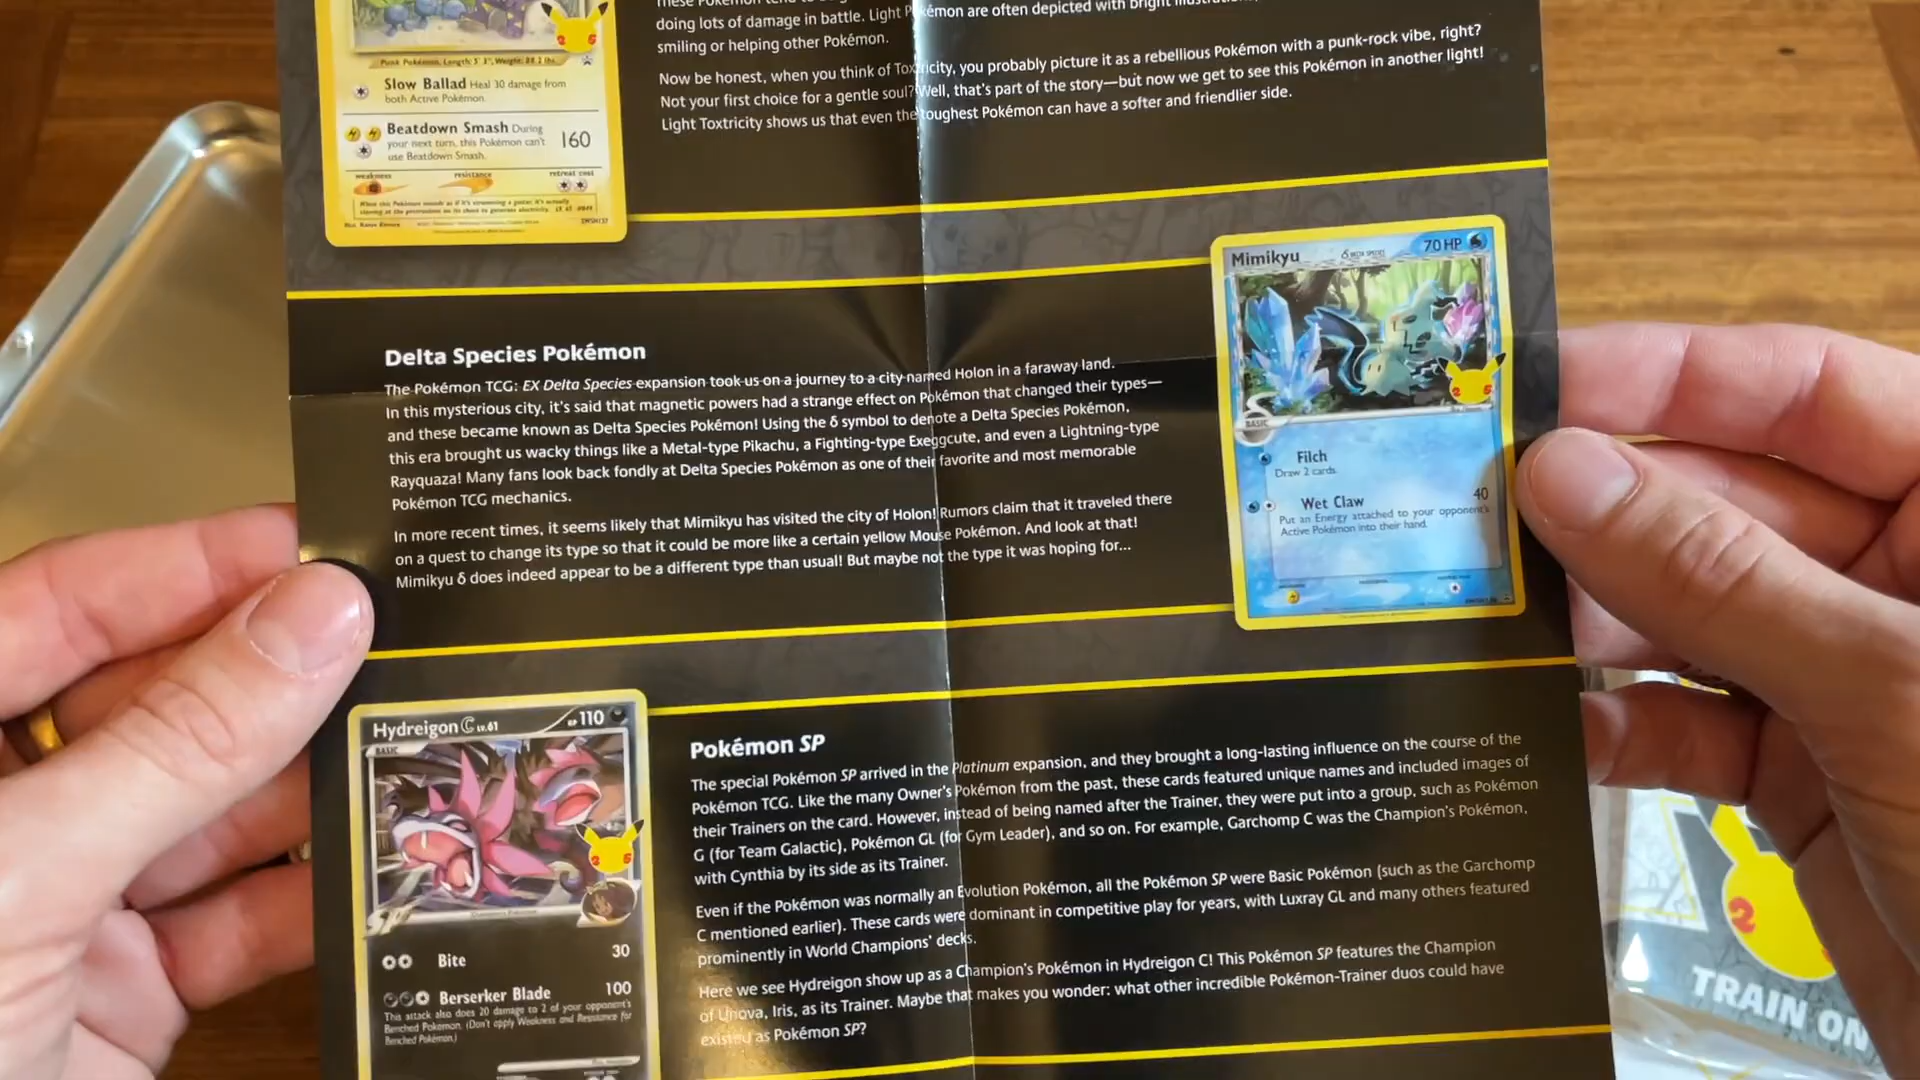 doing lots of damage in battle. Light Pokémon are often depicted with bright
smiling or helping other Pokémon.
Now be honest, when you think of Toxtricity, you probably picture it as a rebellious Pokémon with a punk-rock vibe, right?
Not your first choice for a gentle soul? Well, that's part of the story—but now we get to see this Pokémon in another light!
Light Toxtricity shows us that even the toughest Pokémon can have a softer and friendlier side.
Punk Pokémon. Length: 5' 3", Weight: 88.2 lbs.
Slow Ballad Heal 30 damage from
both Active Pokémon.
Beatdown Smash During
your next turn, this Pokémon can't
use Beatdown Smash.
160
weakness
resistance
retreat cost
Delta Species Pokémon
The Pokémon TCG: EX Delta Species expansion took us on a journey to a city named Holon in a faraway land.
In this mysterious city, it's said that magnetic powers had a strange effect on Pokémon that changed their types—
and these became known as Delta Species Pokémon! Using the δ symbol to denote a Delta Species Pokémon,
this era brought us wacky things like a Metal-type Pikachu, a Fighting-type Exeggcute, and even a Lightning-type
Rayquaza! Many fans look back fondly at Delta Species Pokémon as one of their favorite and most memorable
Pokémon TCG mechanics.
In more recent times, it seems likely that Mimikyu has visited the city of Holon! Rumors claim that it traveled there
on a quest to change its type so that it could be more like a certain yellow Mouse Pokémon. And look at that!
Mimikyu δ does indeed appear to be a different type than usual! But maybe not the type it was hoping for...
Mimikyu
δ DELTA SPECIES
70 HP
BASIC
Filch
Draw 2 cards.
Wet Claw
40
Put an Energy attached to your opponent's
Active Pokémon into their hand.
Hydreigon C LV.61
HP 110
BASIC
SP
Bite
30
Berserker Blade
100
This attack also does 20 damage to 2 of your opponent's
Benched Pokémon. (Don't apply Weakness and Resistance for
Benched Pokémon.)
Pokémon SP
The special Pokémon SP arrived in the Platinum expansion, and they brought a long-lasting influence on the course of the
Pokémon TCG. Like the many Owner's Pokémon from the past, these cards featured unique names and included images of
their Trainers on the card. However, instead of being named after the Trainer, they were put into a group, such as Pokémon
G (for Team Galactic), Pokémon GL (for Gym Leader), and so on. For example, Garchomp C was the Champion's Pokémon,
with Cynthia by its side as its Trainer.
Even if the Pokémon was normally an Evolution Pokémon, all the Pokémon SP were Basic Pokémon (such as the Garchomp
C mentioned earlier). These cards were dominant in competitive play for years, with Luxray GL and many others featured
prominently in World Champions' decks.
Here we see Hydreigon show up as a Champion's Pokémon in Hydreigon C! This Pokémon SP features the Champion
of Unova, Iris, as its Trainer. Maybe that makes you wonder: what other incredible Pokémon-Trainer duos could have
existed as Pokémon SP?
2
TRAIN ON